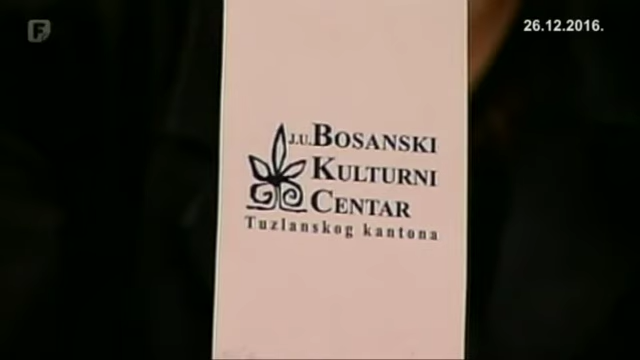 F
26.12.2016.
J.U. BOSANSKI
KULTURNI
CENTAR
Tuzlanskog kantona